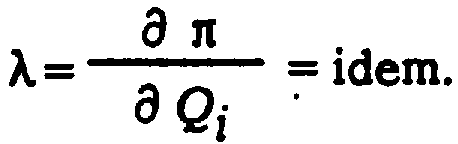 λ = ∂ π / ∂ Q_i = idem.